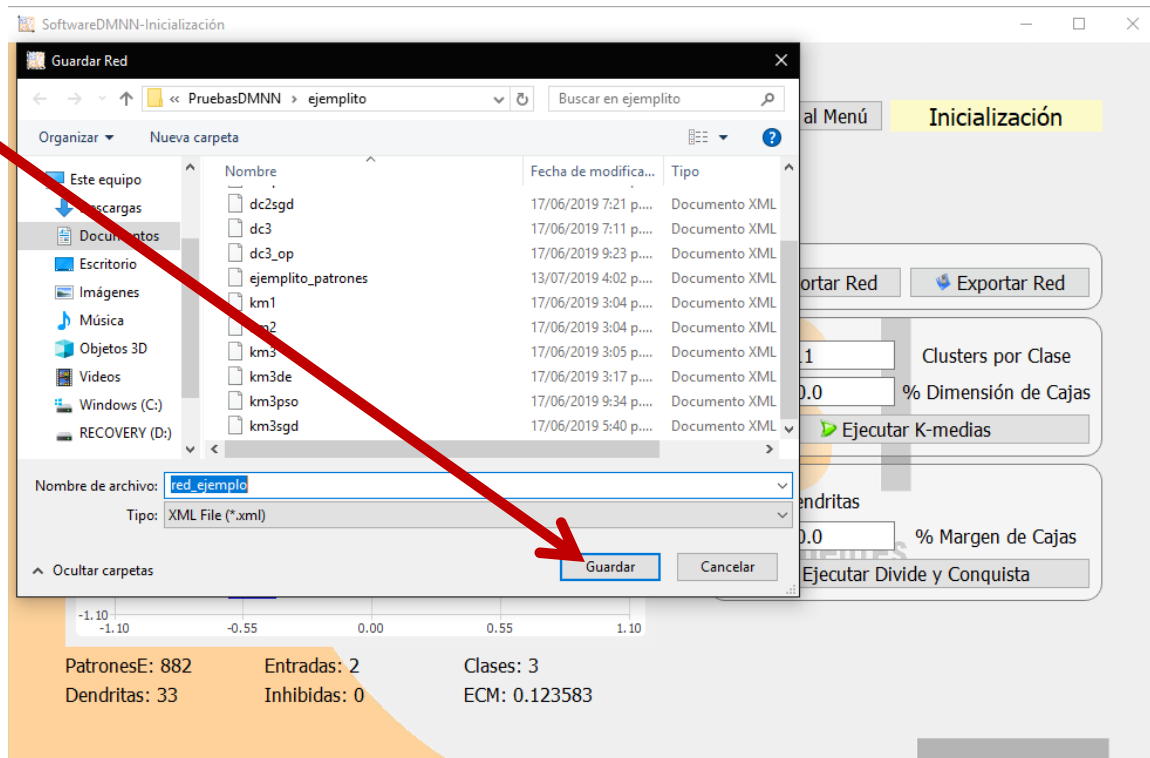 SoftwareDMNN-Inicialización
Guardar Red
« PruebasDMNN › ejemplito
Buscar en ejemplito
Organizar
Nueva carpeta
al Menú
Inicialización
Nombre
Fecha de modifica...
Tipo
Este equipo
Descargas
Documentos
Escritorio
Imágenes
Música
Objetos 3D
Videos
Windows (C:)
RECOVERY (D:)
dc2sgd 17/06/2019 7:21 p.... Documento XML
dc3 17/06/2019 7:11 p.... Documento XML
dc3_op 17/06/2019 9:23 p.... Documento XML
ejemplito_patrones 13/07/2019 4:02 p.... Documento XML
km1 17/06/2019 3:04 p.... Documento XML
km2 17/06/2019 3:04 p.... Documento XML
km3 17/06/2019 3:05 p.... Documento XML
km3de 17/06/2019 3:17 p.... Documento XML
km3pso 17/06/2019 9:34 p.... Documento XML
km3sgd 17/06/2019 5:40 p.... Documento XML
Nombre de archivo: red_ejemplo
Tipo: XML File (*.xml)
Ocultar carpetas
Guardar
Cancelar
ortar Red
Exportar Red
Clusters por Clase
% Dimensión de Cajas
Ejecutar K-medias
endritas
% Margen de Cajas
Ejecutar Divide y Conquista
-1.10
-1.10 -0.55 0.00 0.55 1.10
PatronesE: 882 Entradas: 2 Clases: 3
Dendritas: 33 Inhibidas: 0 ECM: 0.123583